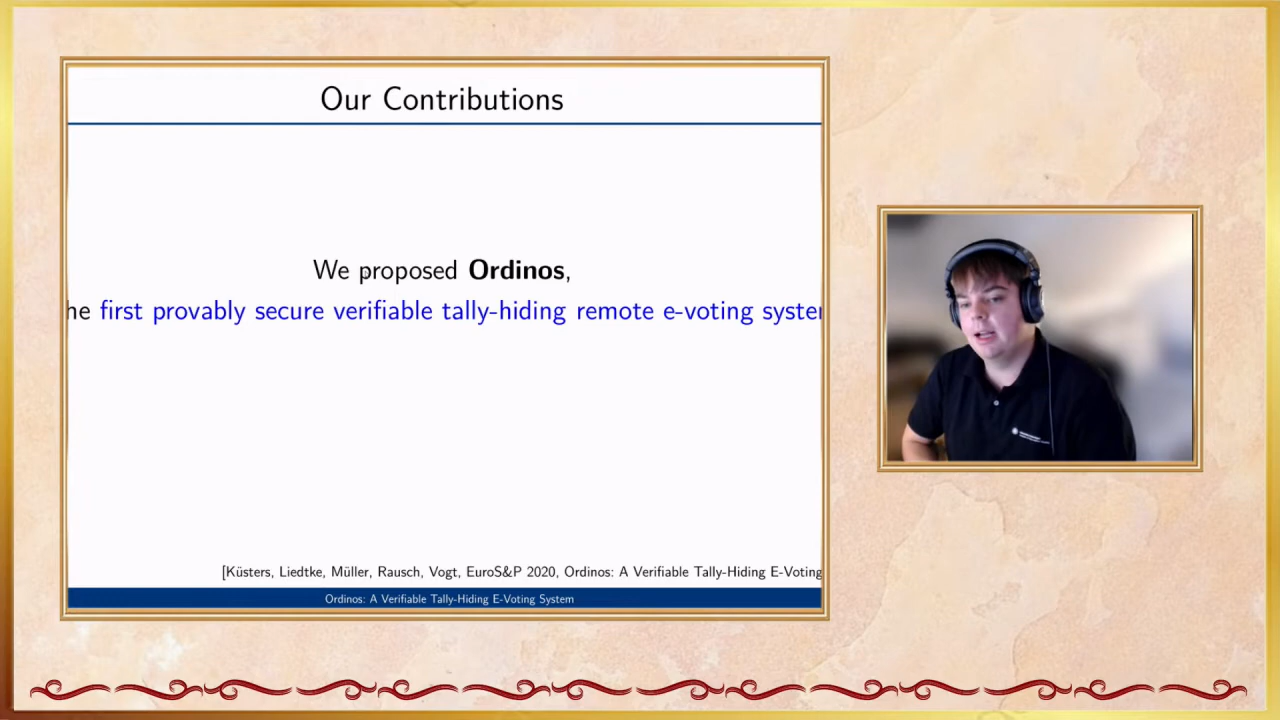 Our Contributions
We proposed Ordinos,
he first provably secure verifiable tally-hiding remote e-voting syste
[Küsters, Liedtke, Müller, Rausch, Vogt, EuroS&P 2020, Ordinos: A Verifiable Tally-Hiding E-Voting
Ordinos: A Verifiable Tally-Hiding E-Voting System